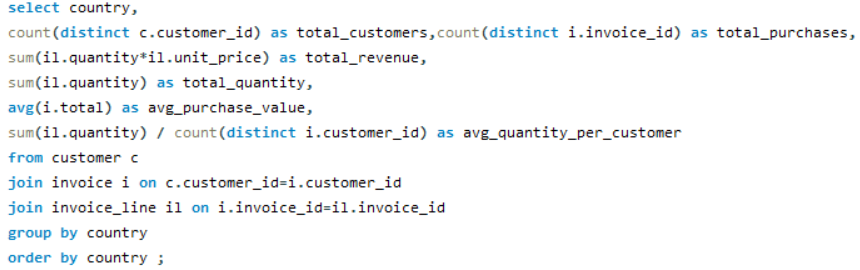 select country,
count(distinct c.customer_id) as total_customers,count(distinct i.invoice_id) as total_purchases,
sum(il.quantity*il.unit_price) as total_revenue,
sum(il.quantity) as total_quantity,
avg(i.total) as avg_purchase_value,
sum(il.quantity) / count(distinct i.customer_id) as avg_quantity_per_customer
from customer c
join invoice i on c.customer_id=i.customer_id
join invoice_line il on i.invoice_id=il.invoice_id
group by country
order by country ;